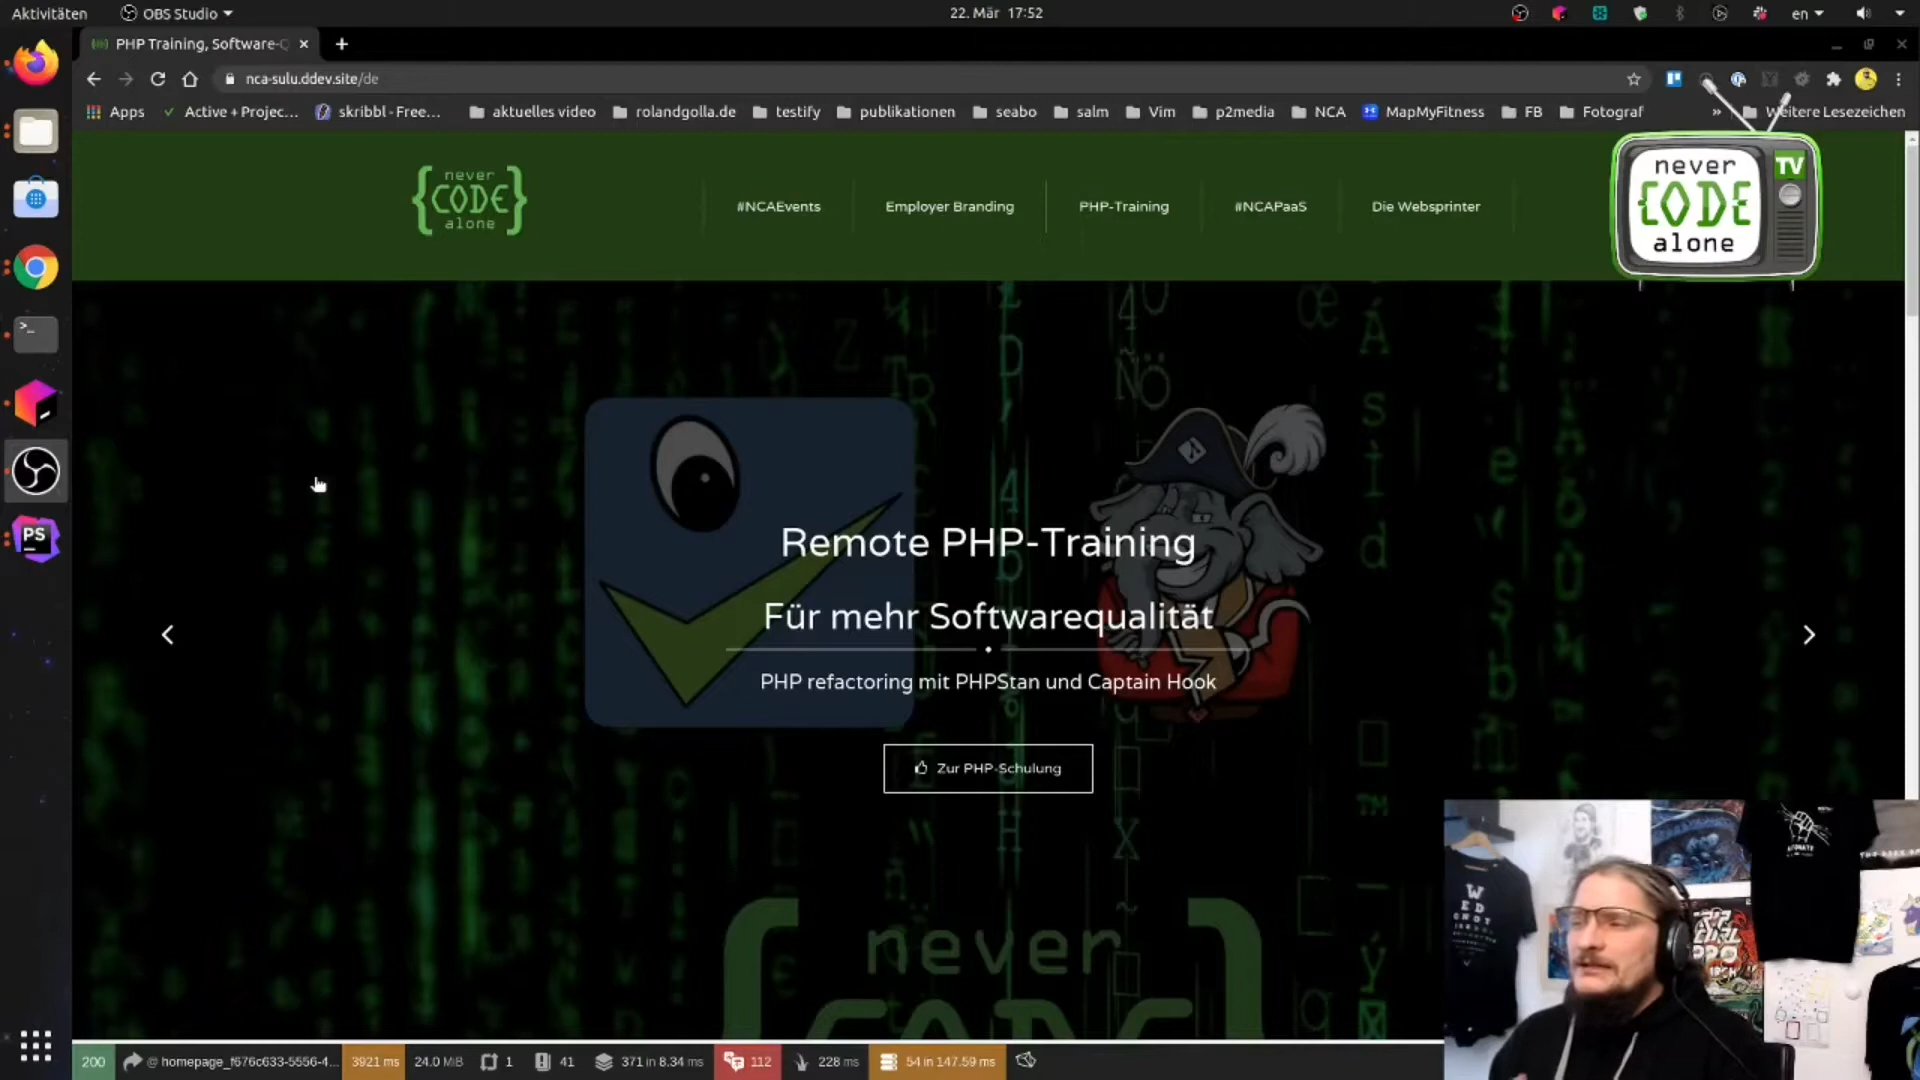 Aktivitäten
OBS Studio
22. Mär 17:52
en
PHP Training, Software-Q
nca-sulu.ddev.site/de
Apps
Active + Projec...
skribbl - Free...
aktuelles video
rolandgolla.de
testify
publikationen
seabo
salm
Vim
p2media
NCA
MapMyFitness
FB
Fotograf
»
Weitere Lesezeichen
{ never CODE alone }
#NCAEvents
Employer Branding
PHP-Training
#NCAPaaS
Die Websprinter
never
{CODE
alone
TV
PS
Remote PHP-Training
Für mehr Softwarequalität
PHP refactoring mit PHPStan und Captain Hook
Zur PHP-Schulung
never
CODE
200
@ homepage_f676c633-5556-4...
3921 ms
24.0 MiB
1
41
371 in 8.34 ms
112
228 ms
54 in 147.59 ms